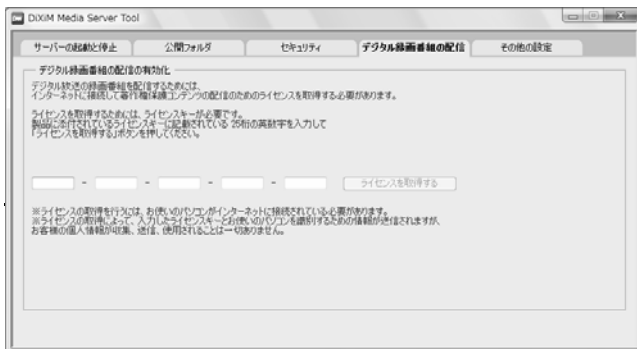 DiXiM Media Server Tool
サーバーの起動と停止
公開フォルダ
セキュリティ
デジタル録画番組の配信
その他の設定
デジタル録画番組の配信の有効化
デジタル放送の録画番組を配信するためには、
インターネットに接続して著作権保護コンテンツの配信のためのライセンスを取得する必要があります。
ライセンスを取得するためには、ライセンスキーが必要です。
製品に添付されているライセンスキーに記載されている 25桁の英数字を入力して
「ライセンスを取得する」ボタンを押してください。
- - - -
ライセンスを取得する
※ライセンスの取得を行うには、お使いのパソコンがインターネットに接続されている必要があります。
※ライセンスの取得によって、入力したライセンスキーとお使いのパソコンを識別するための情報が送信されますが、
お客様の個人情報が収集、送信、使用されることは一切ありません。